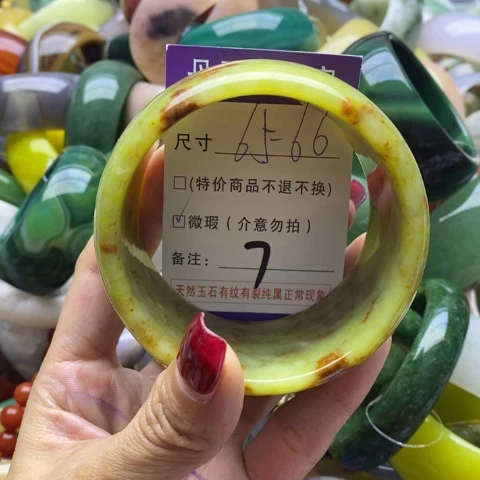 尺寸 65-66
□(特价商品不退不换)
☑微瑕(介意勿拍)
备注: 7
天然玉石有纹有裂纯属正常现象